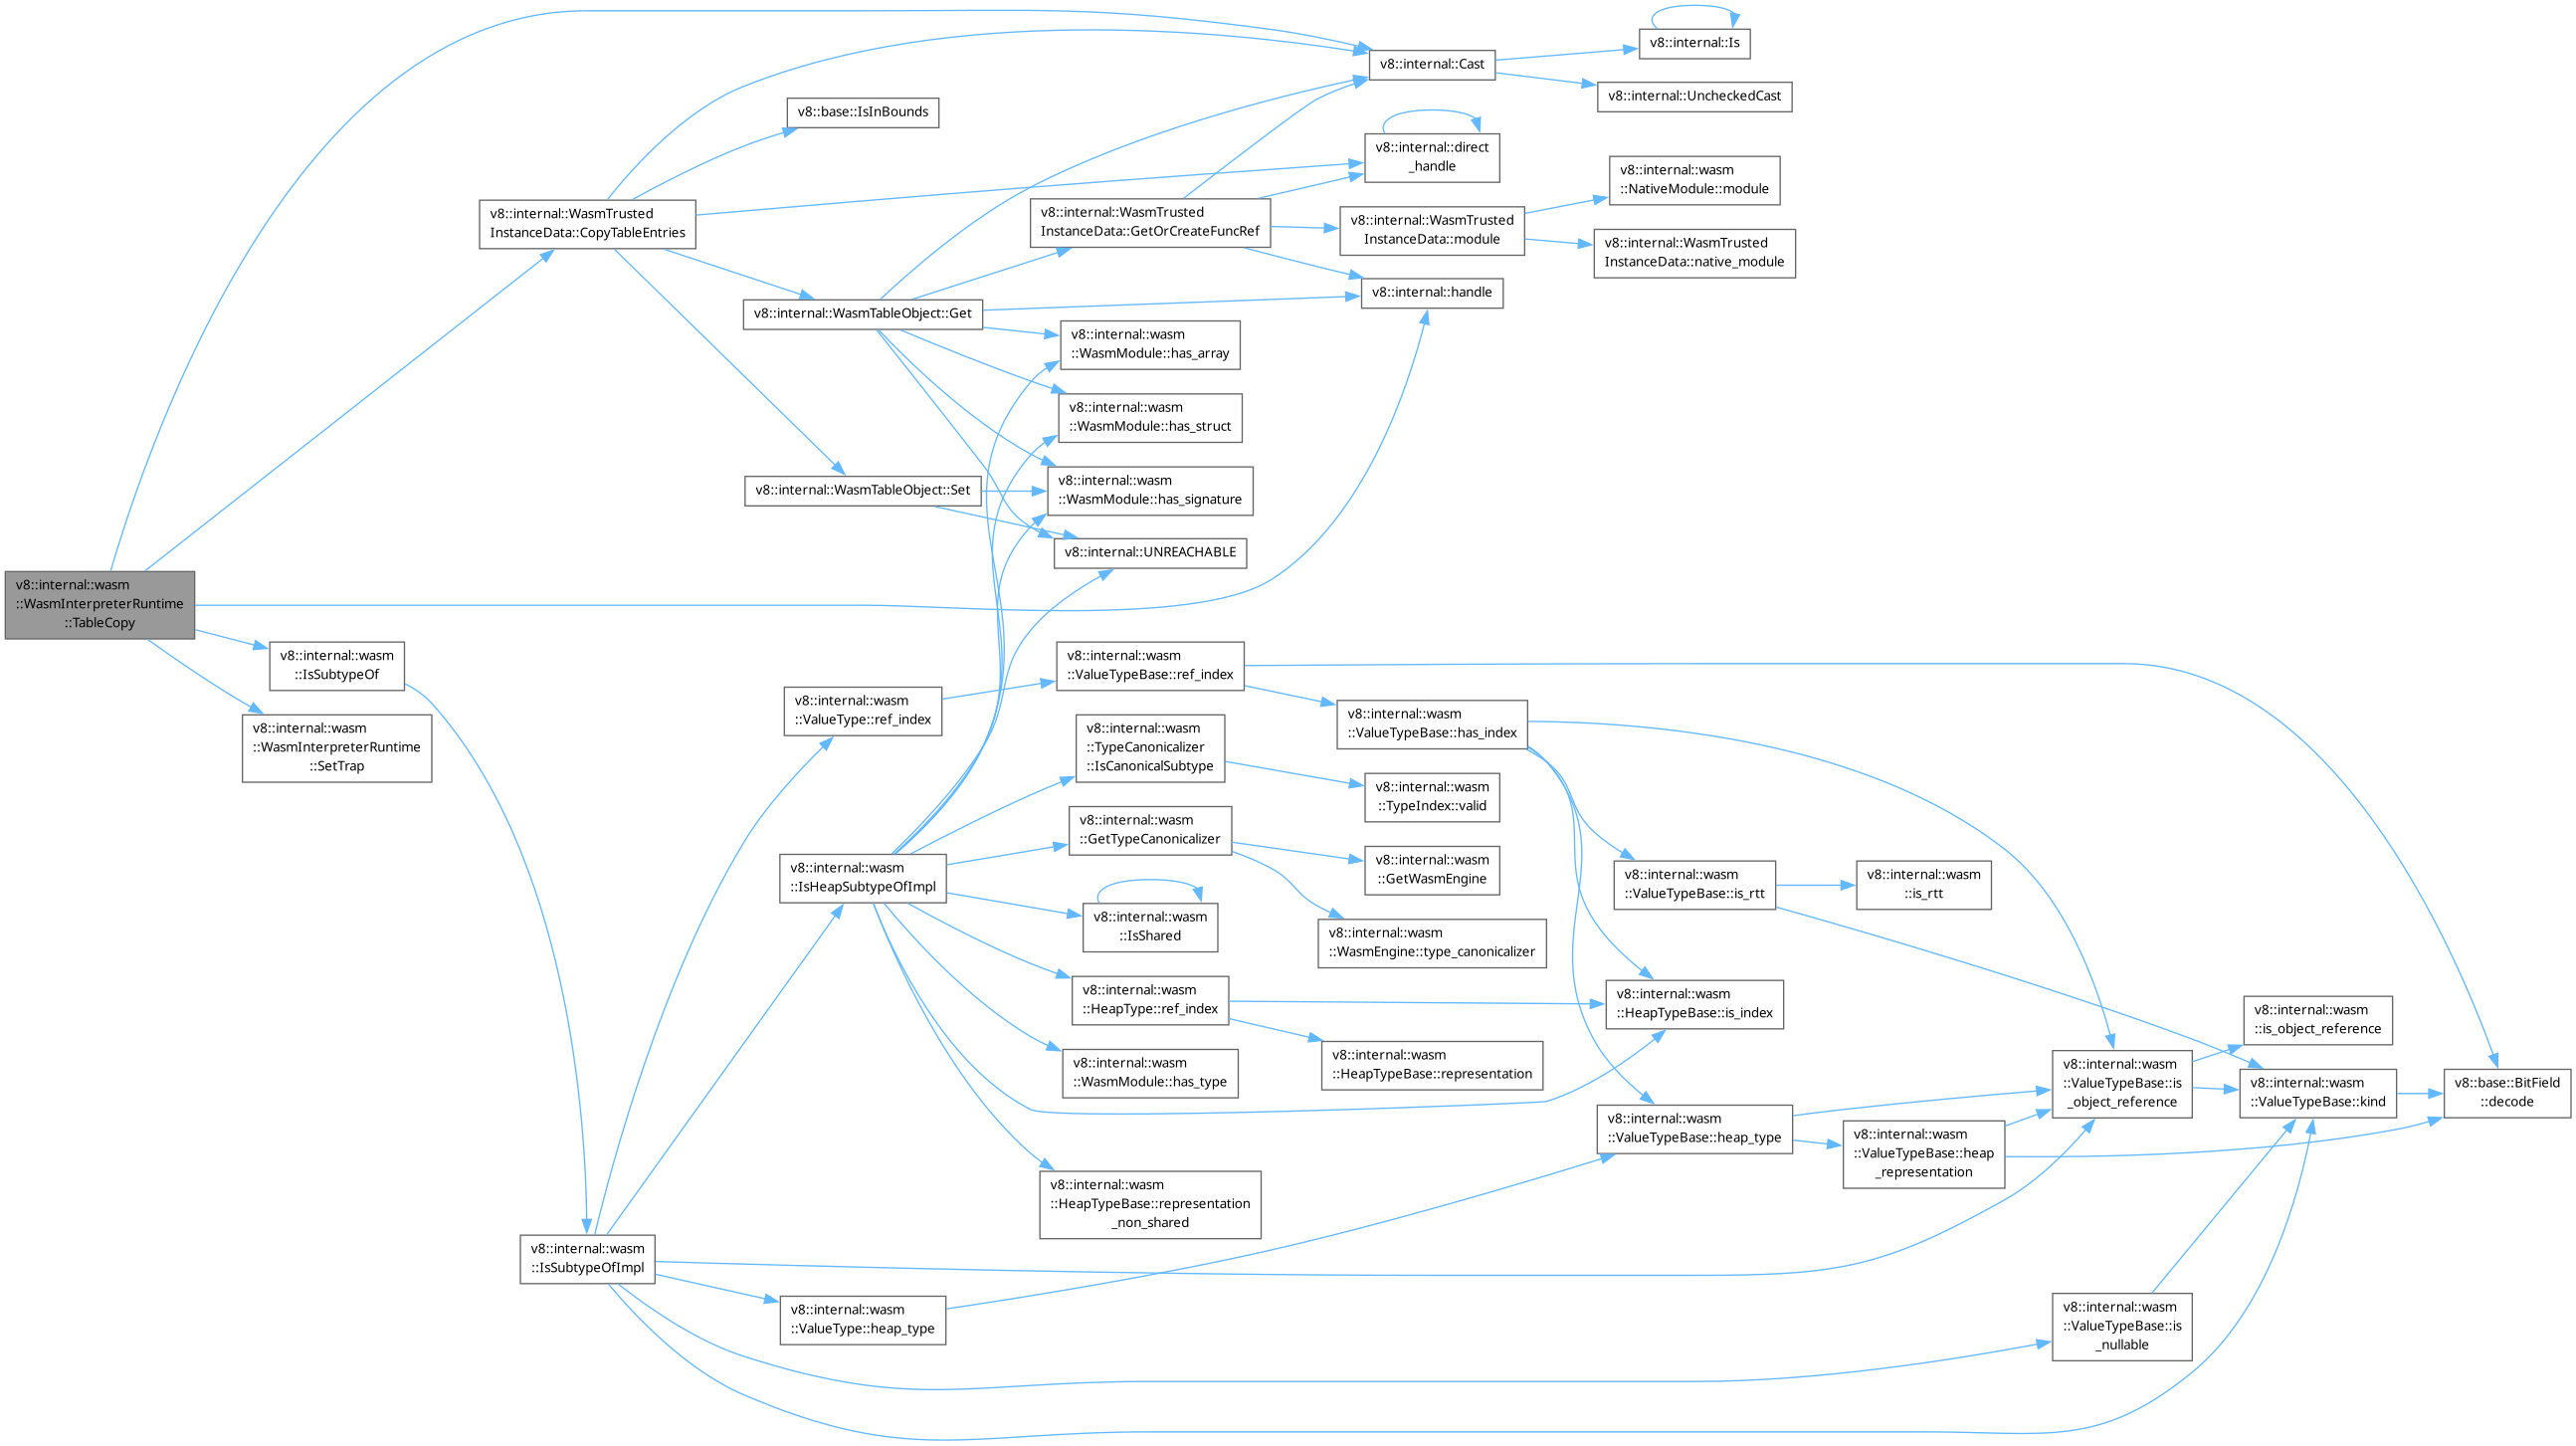 v8::internal::wasm
::WasmInterpreterRuntime
::TableCopy
v8::internal::Cast
v8::internal::Is
v8::internal::UncheckedCast
v8::internal::WasmTrusted
InstanceData::CopyTableEntries
v8::base::IsInBounds
v8::internal::direct
_handle
v8::internal::WasmTableObject::Get
v8::internal::WasmTrusted
InstanceData::GetOrCreateFuncRef
v8::internal::WasmTrusted
InstanceData::module
v8::internal::wasm
::NativeModule::module
v8::internal::WasmTrusted
InstanceData::native_module
v8::internal::handle
v8::internal::wasm
::WasmModule::has_array
v8::internal::wasm
::WasmModule::has_struct
v8::internal::wasm
::WasmModule::has_signature
v8::internal::UNREACHABLE
v8::internal::WasmTableObject::Set
v8::internal::wasm
::IsSubtypeOf
v8::internal::wasm
::WasmInterpreterRuntime
::SetTrap
v8::internal::wasm
::IsSubtypeOfImpl
v8::internal::wasm
::ValueType::ref_index
v8::internal::wasm
::ValueTypeBase::ref_index
v8::internal::wasm
::ValueTypeBase::has_index
v8::internal::wasm
::IsHeapSubtypeOfImpl
v8::internal::wasm
::TypeCanonicalizer
::IsCanonicalSubtype
v8::internal::wasm
::TypeIndex::valid
v8::internal::wasm
::GetTypeCanonicalizer
v8::internal::wasm
::GetWasmEngine
v8::internal::wasm
::WasmEngine::type_canonicalizer
v8::internal::wasm
::IsShared
v8::internal::wasm
::HeapType::ref_index
v8::internal::wasm
::HeapTypeBase::is_index
v8::internal::wasm
::HeapTypeBase::representation
v8::internal::wasm
::WasmModule::has_type
v8::internal::wasm
::HeapTypeBase::representation
_non_shared
v8::internal::wasm
::ValueTypeBase::is_rtt
v8::internal::wasm
::is_rtt
v8::internal::wasm
::ValueTypeBase::heap_type
v8::internal::wasm
::ValueTypeBase::heap
_representation
v8::internal::wasm
::ValueTypeBase::is
_object_reference
v8::internal::wasm
::is_object_reference
v8::internal::wasm
::ValueTypeBase::kind
v8::base::BitField
::decode
v8::internal::wasm
::ValueType::heap_type
v8::internal::wasm
::ValueTypeBase::is
_nullable